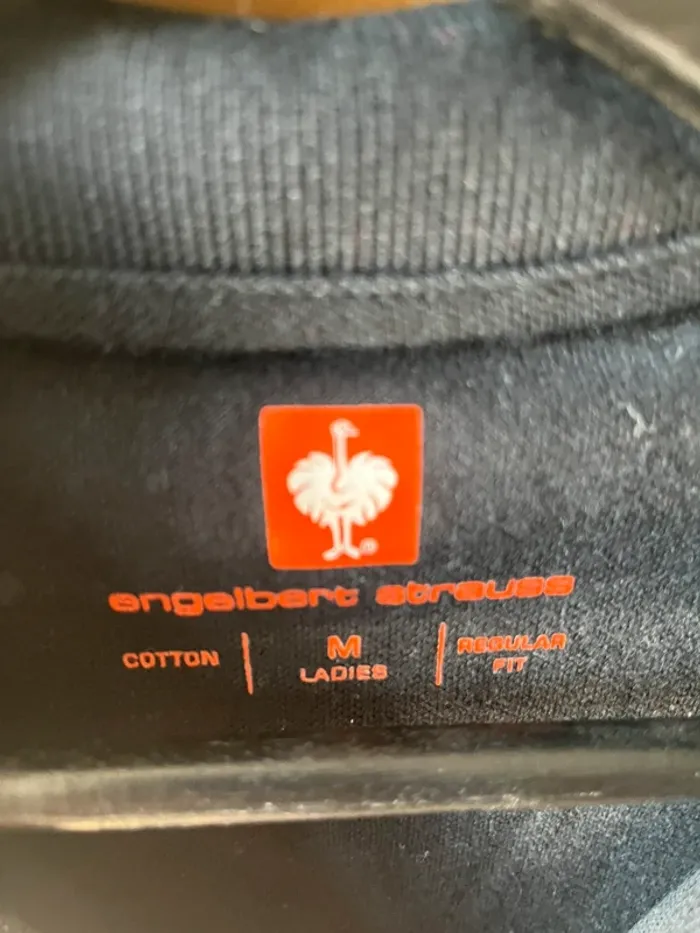 engelbert strauss
COTTON | M LADIES | REGULAR FIT